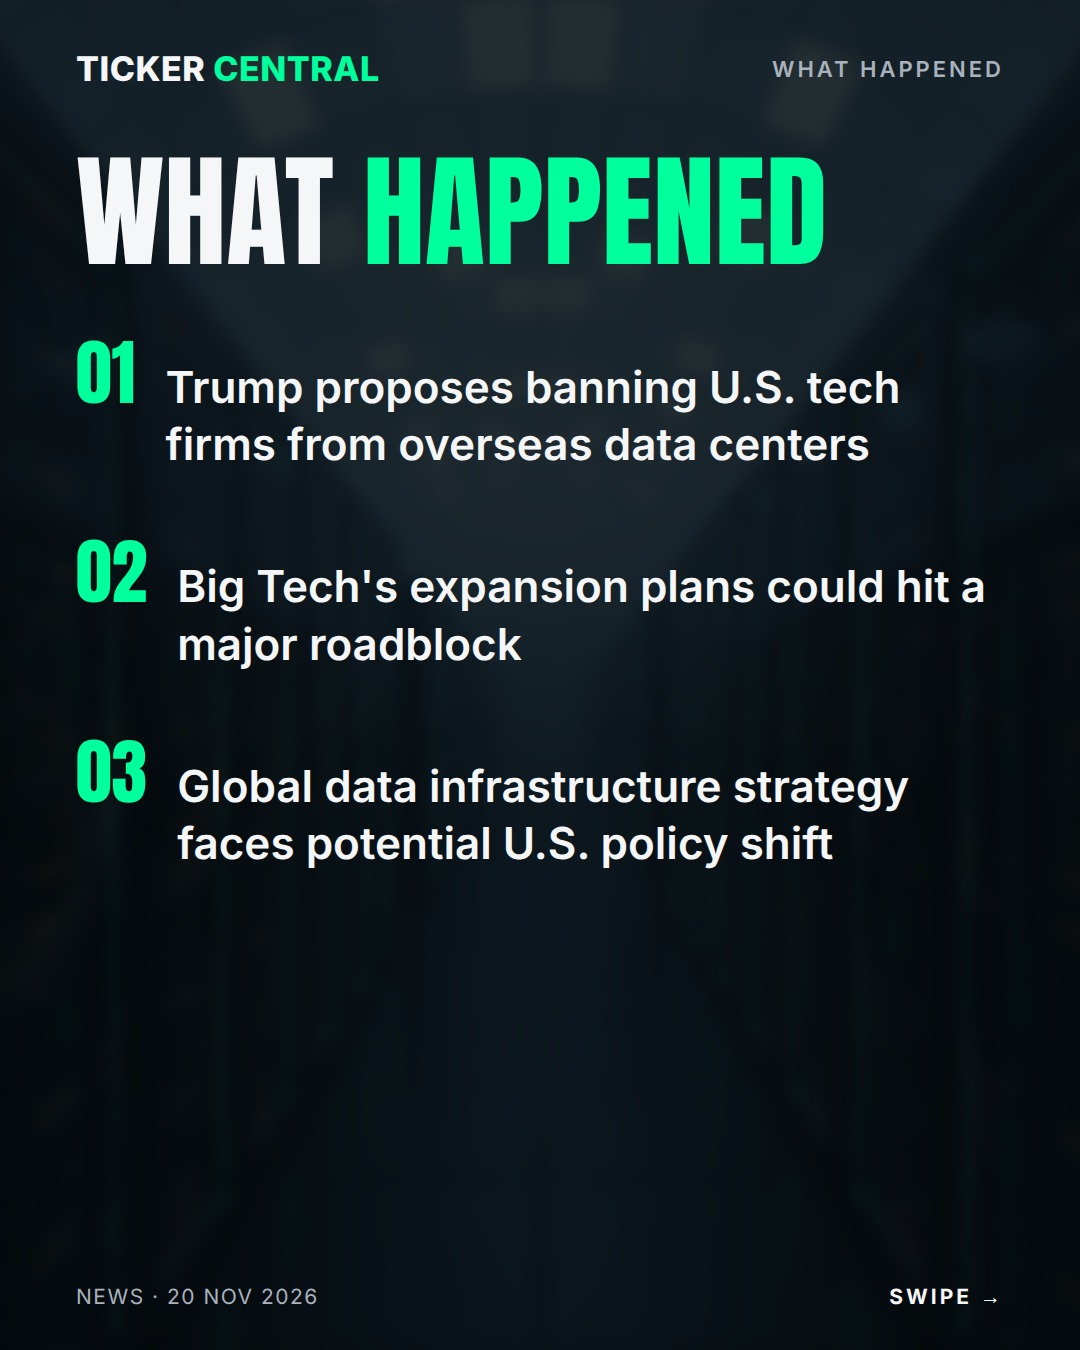 TICKER CENTRAL
WHAT HAPPENED
WHAT HAPPENED
01
Trump proposes banning U.S. tech
firms from overseas data centers
02
Big Tech's expansion plans could hit a
major roadblock
03
Global data infrastructure strategy
faces potential U.S. policy shift
NEWS · 20 NOV 2026
SWIPE →